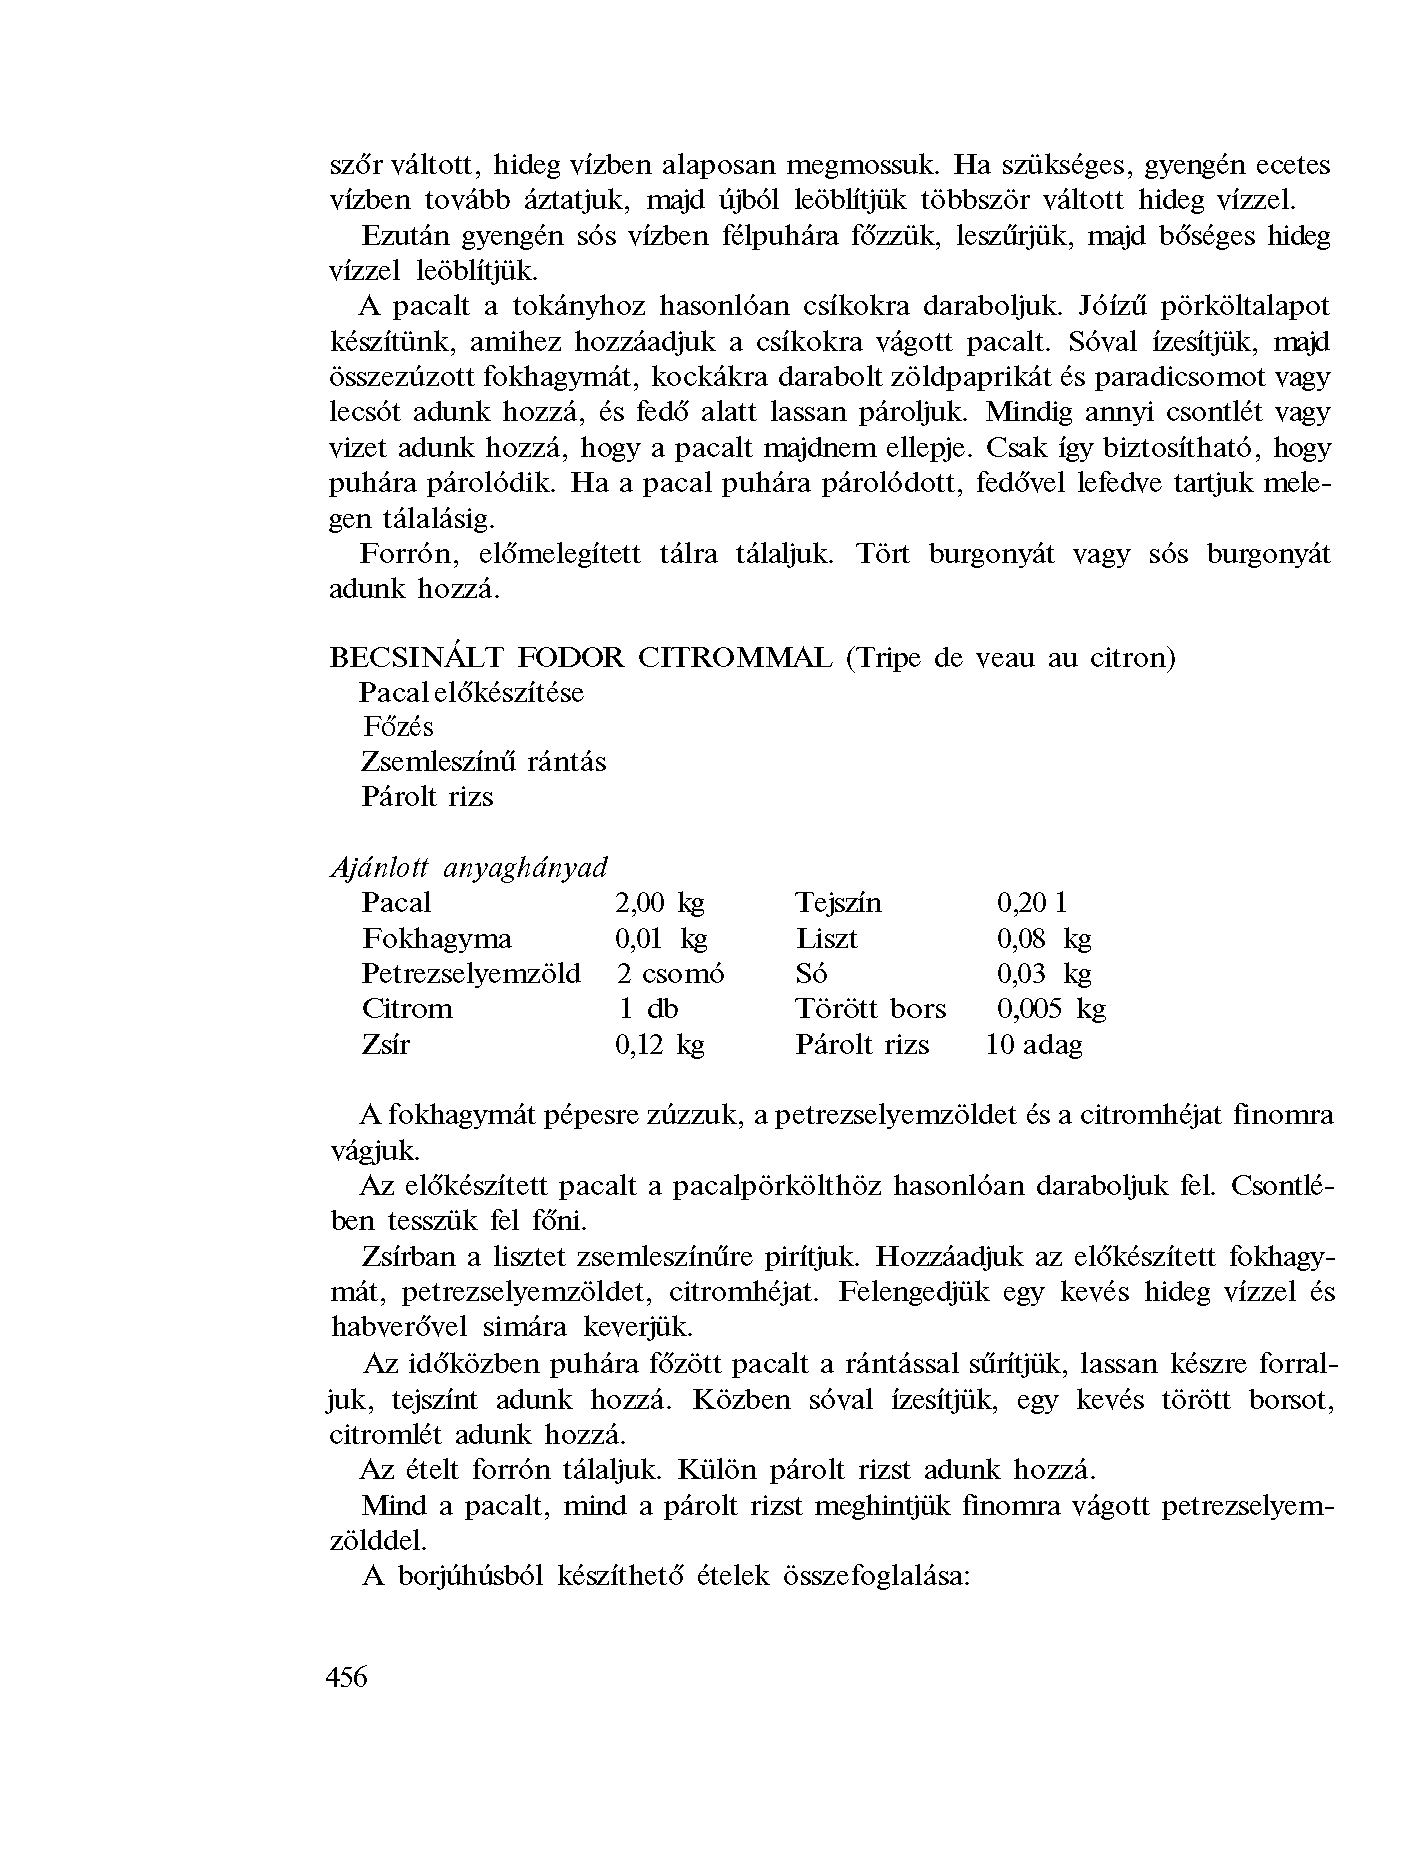 szőr váltott, hideg vízben alaposan megmossuk. Ha szükséges, gyengén ecetes
vízben tovább áztatjuk, majd újból leöblítjük többször váltott hideg vízzel.
Ezután gyengén sós vízben félpuhára főzzük, leszűrjük, majd bőséges hideg
vízzel leöblítjük.
A pacalt a tokányhoz hasonlóan csíkokra daraboljuk. Jóízű pörköltalapot
készítünk, amihez hozzáadjuk a csíkokra vágott pacalt. Sóval ízesítjük, majd
összezúzott fokhagymát, kockákra darabolt zöldpaprikát és paradicsomot vagy
lecsót adunk hozzá, és fedő alatt lassan pároljuk. Mindig annyi csontlét vagy
vizet adunk hozzá, hogy a pacalt majdnem ellepje. Csak így biztosítható, hogy
puhára párolódik. Ha a pacal puhára párolódott, fedővel lefedve tartjuk mele-
gen tálalásig.
Forrón, előmelegített tálra tálaljuk. Tört burgonyát vagy sós burgonyát
adunk hozzá.
BECSINÁLT FODOR CITROMMAL (Tripe de veau au citron)
Pacal előkészítése
Főzés
Zsemleszínű rántás
Párolt rizs
Ajánlott anyaghányad
Pacal 2,00 kg Tejszín 0,20 l
Fokhagyma 0,01 kg Liszt 0,08 kg
Petrezselyemzöld 2 csomó Só 0,03 kg
Citrom 1 db Törött bors 0,005 kg
Zsír 0,12 kg Párolt rizs 10 adag
A fokhagymát pépesre zúzzuk, a petrezselyemzöldet és a citromhéjat finomra
vágjuk.
Az előkészített pacalt a pacalpörkölthöz hasonlóan daraboljuk fel. Csontlé-
ben tesszük fel főni.
Zsírban a lisztet zsemleszínűre pirítjuk. Hozzáadjuk az előkészített fokhagy-
mát, petrezselyemzöldet, citromhéjat. Felengedjük egy kevés hideg vízzel és
habverővel simára keverjük.
Az időközben puhára főzött pacalt a rántással sűrítjük, lassan készre forral-
juk, tejszínt adunk hozzá. Közben sóval ízesítjük, egy kevés törött borsot,
citromlét adunk hozzá.
Az ételt forrón tálaljuk. Külön párolt rizst adunk hozzá.
Mind a pacalt, mind a párolt rizst meghintjük finomra vágott petrezselyem-
zölddel.
A borjúhúsból készíthető ételek összefoglalása:
456